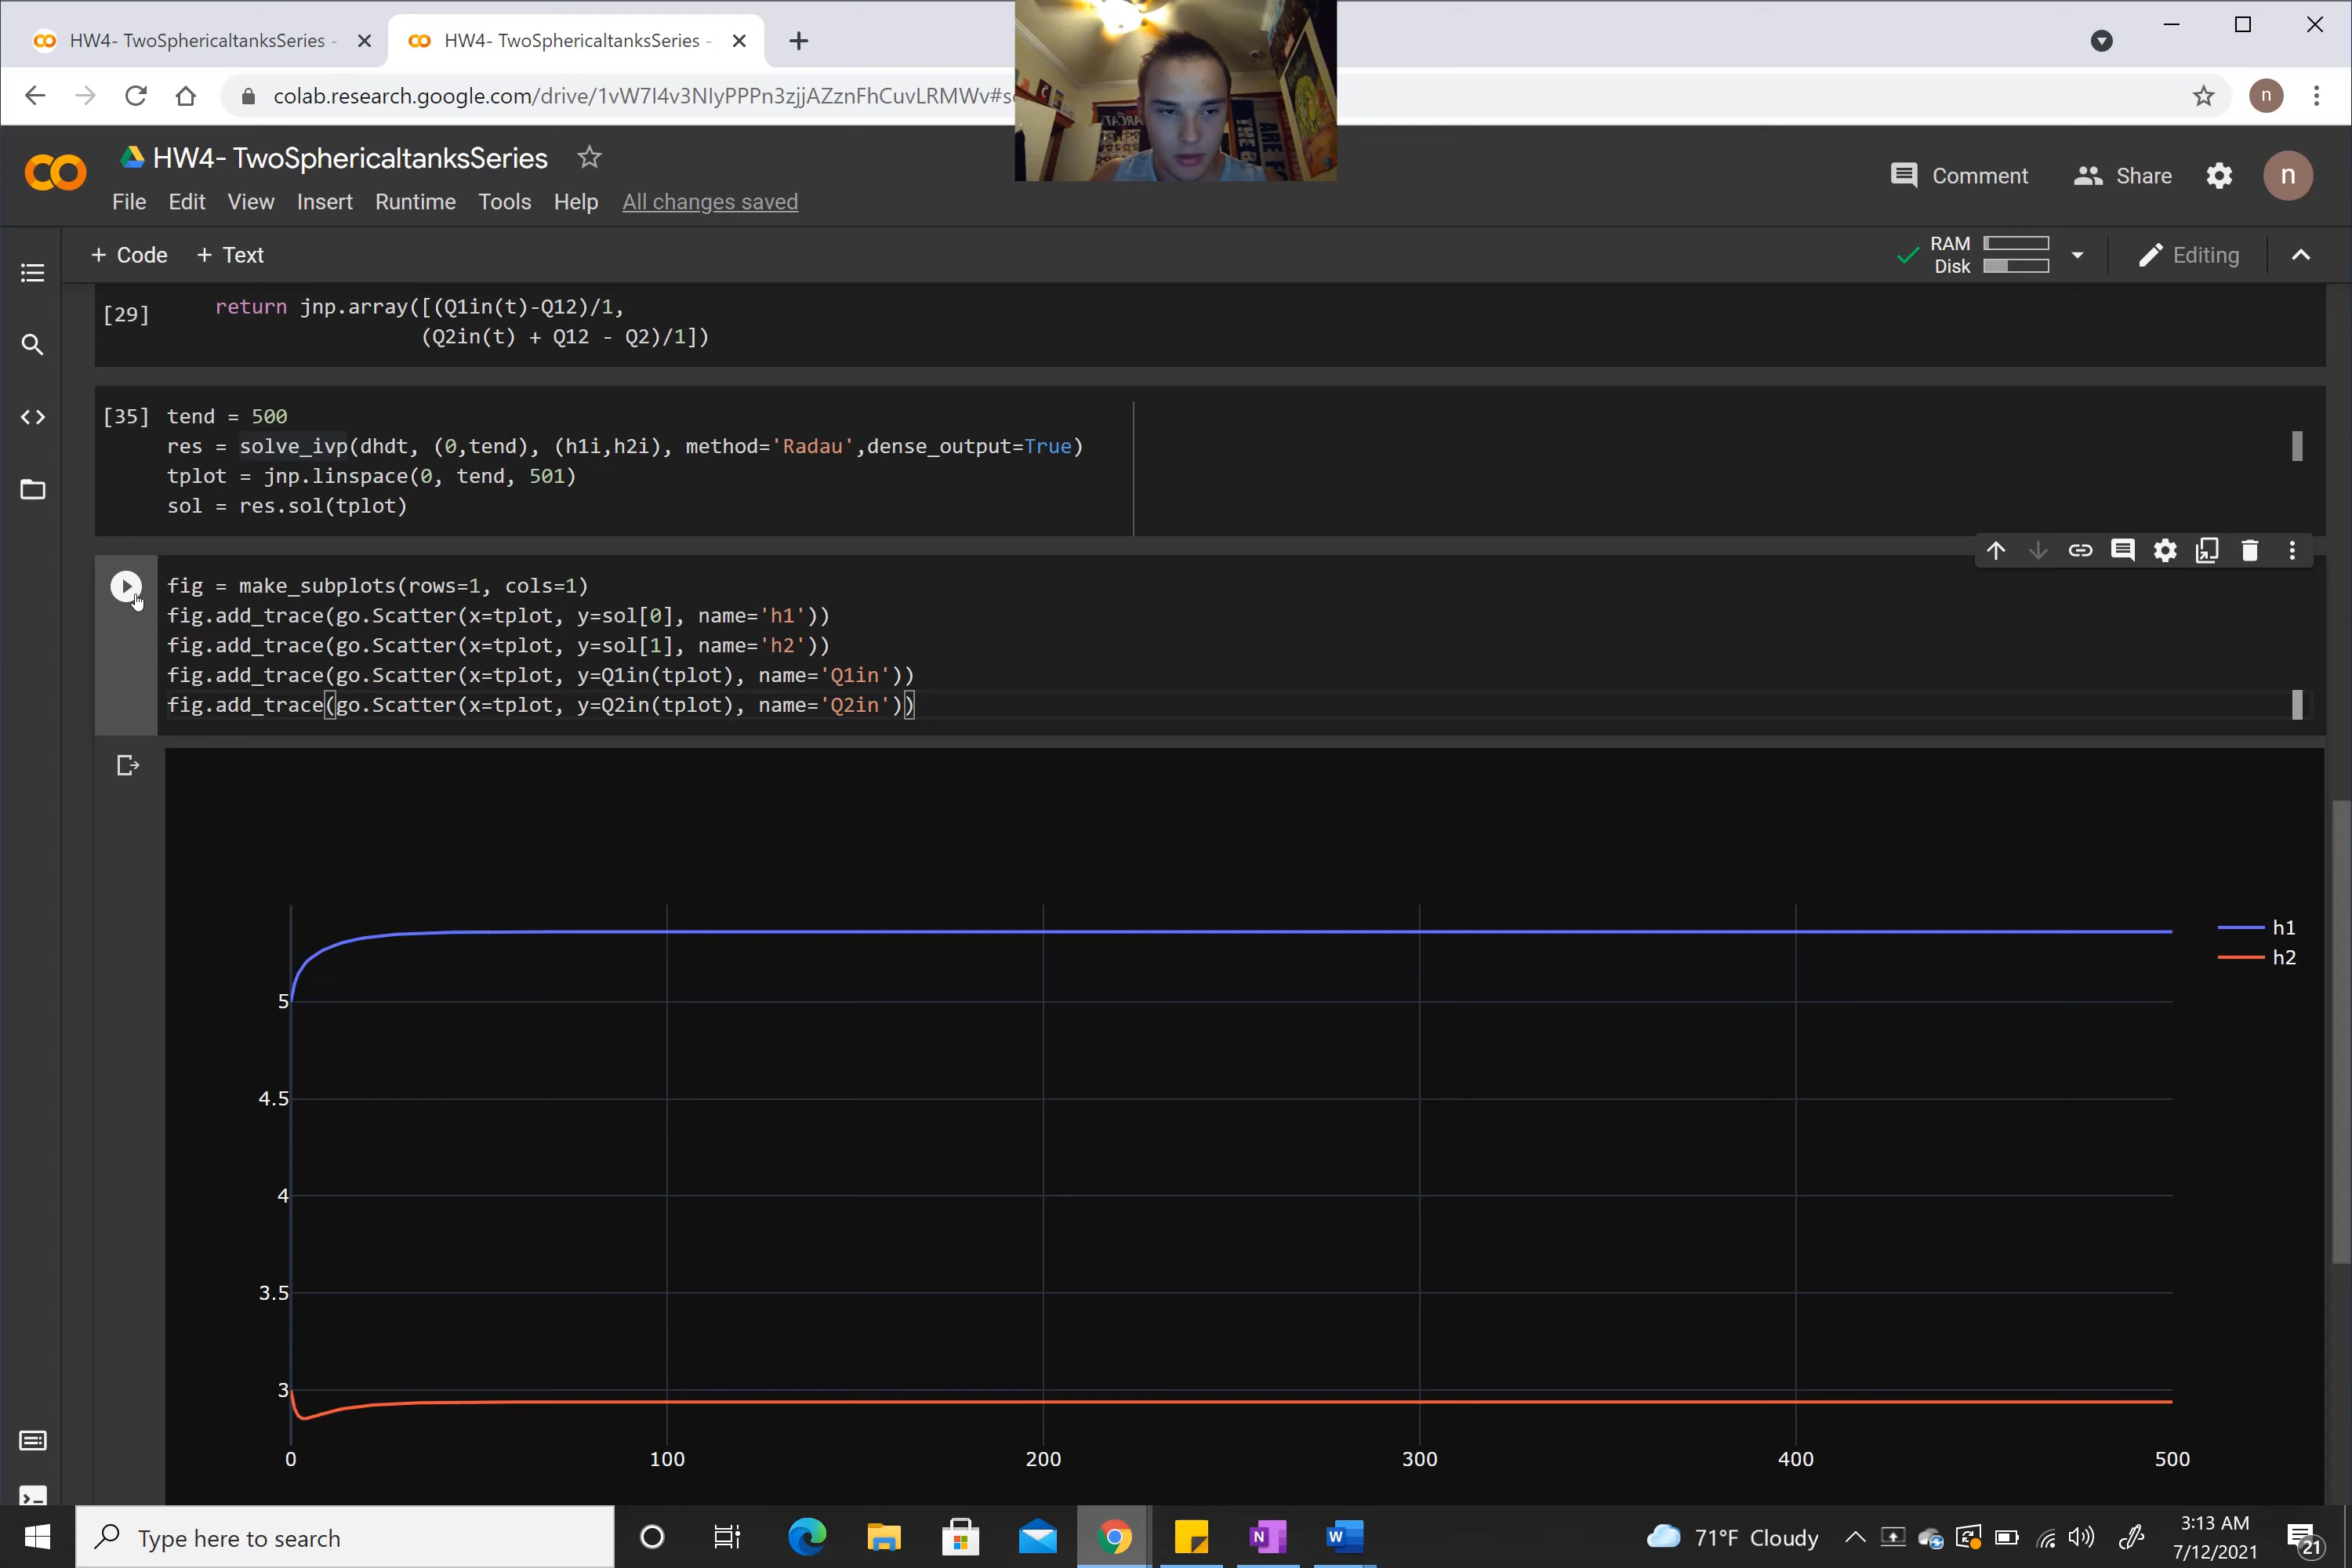 HW4- TwoSphericaltanksSeries -
HW4- TwoSphericaltanksSeries -
n
HW4- TwoSphericaltanksSeries
File Edit View Insert Runtime Tools Help All changes saved
Comment Share n
+ Code + Text
RAM
Disk
Editing
[29] return jnp.array([(Q1in(t)-Q12)/1,
(Q2in(t) + Q12 - Q2)/1])
[35] tend = 500
res = solve_ivp(dhdt, (0,tend), (h1i,h2i), method='Radau',dense_output=True)
tplot = jnp.linspace(0, tend, 501)
sol = res.sol(tplot)
fig = make_subplots(rows=1, cols=1)
fig.add_trace(go.Scatter(x=tplot, y=sol[0], name='h1'))
fig.add_trace(go.Scatter(x=tplot, y=sol[1], name='h2'))
fig.add_trace(go.Scatter(x=tplot, y=Q1in(tplot), name='Q1in'))
fig.add_trace(go.Scatter(x=tplot, y=Q2in(tplot), name='Q2in'))
h1
h2
5
4.5
4
3.5
3
0 100 200 300 400 500
Type here to search
N
W
71°F Cloudy
3:13 AM
7/12/2021
21